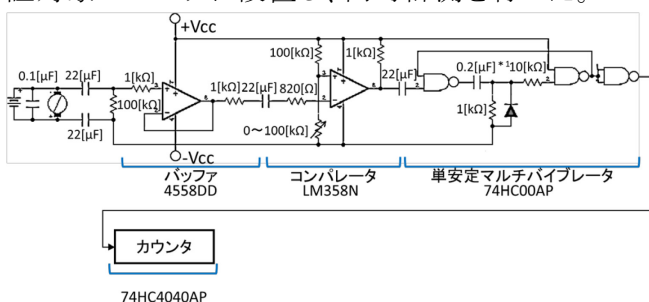 +Vcc
100[kΩ]
1[kΩ]
0.1[μF]
22[μF]
1[kΩ]
100[kΩ]
22[μF]
1[kΩ]
22[μF]
820[Ω]
0～100[kΩ]
22[μF]
0.2[μF]*1
10[kΩ]
1[kΩ]
-Vcc
バッファ
4558DD
コンパレータ
LM358N
単安定マルチバイブレータ
74HC00AP
カウンタ
74HC4040AP